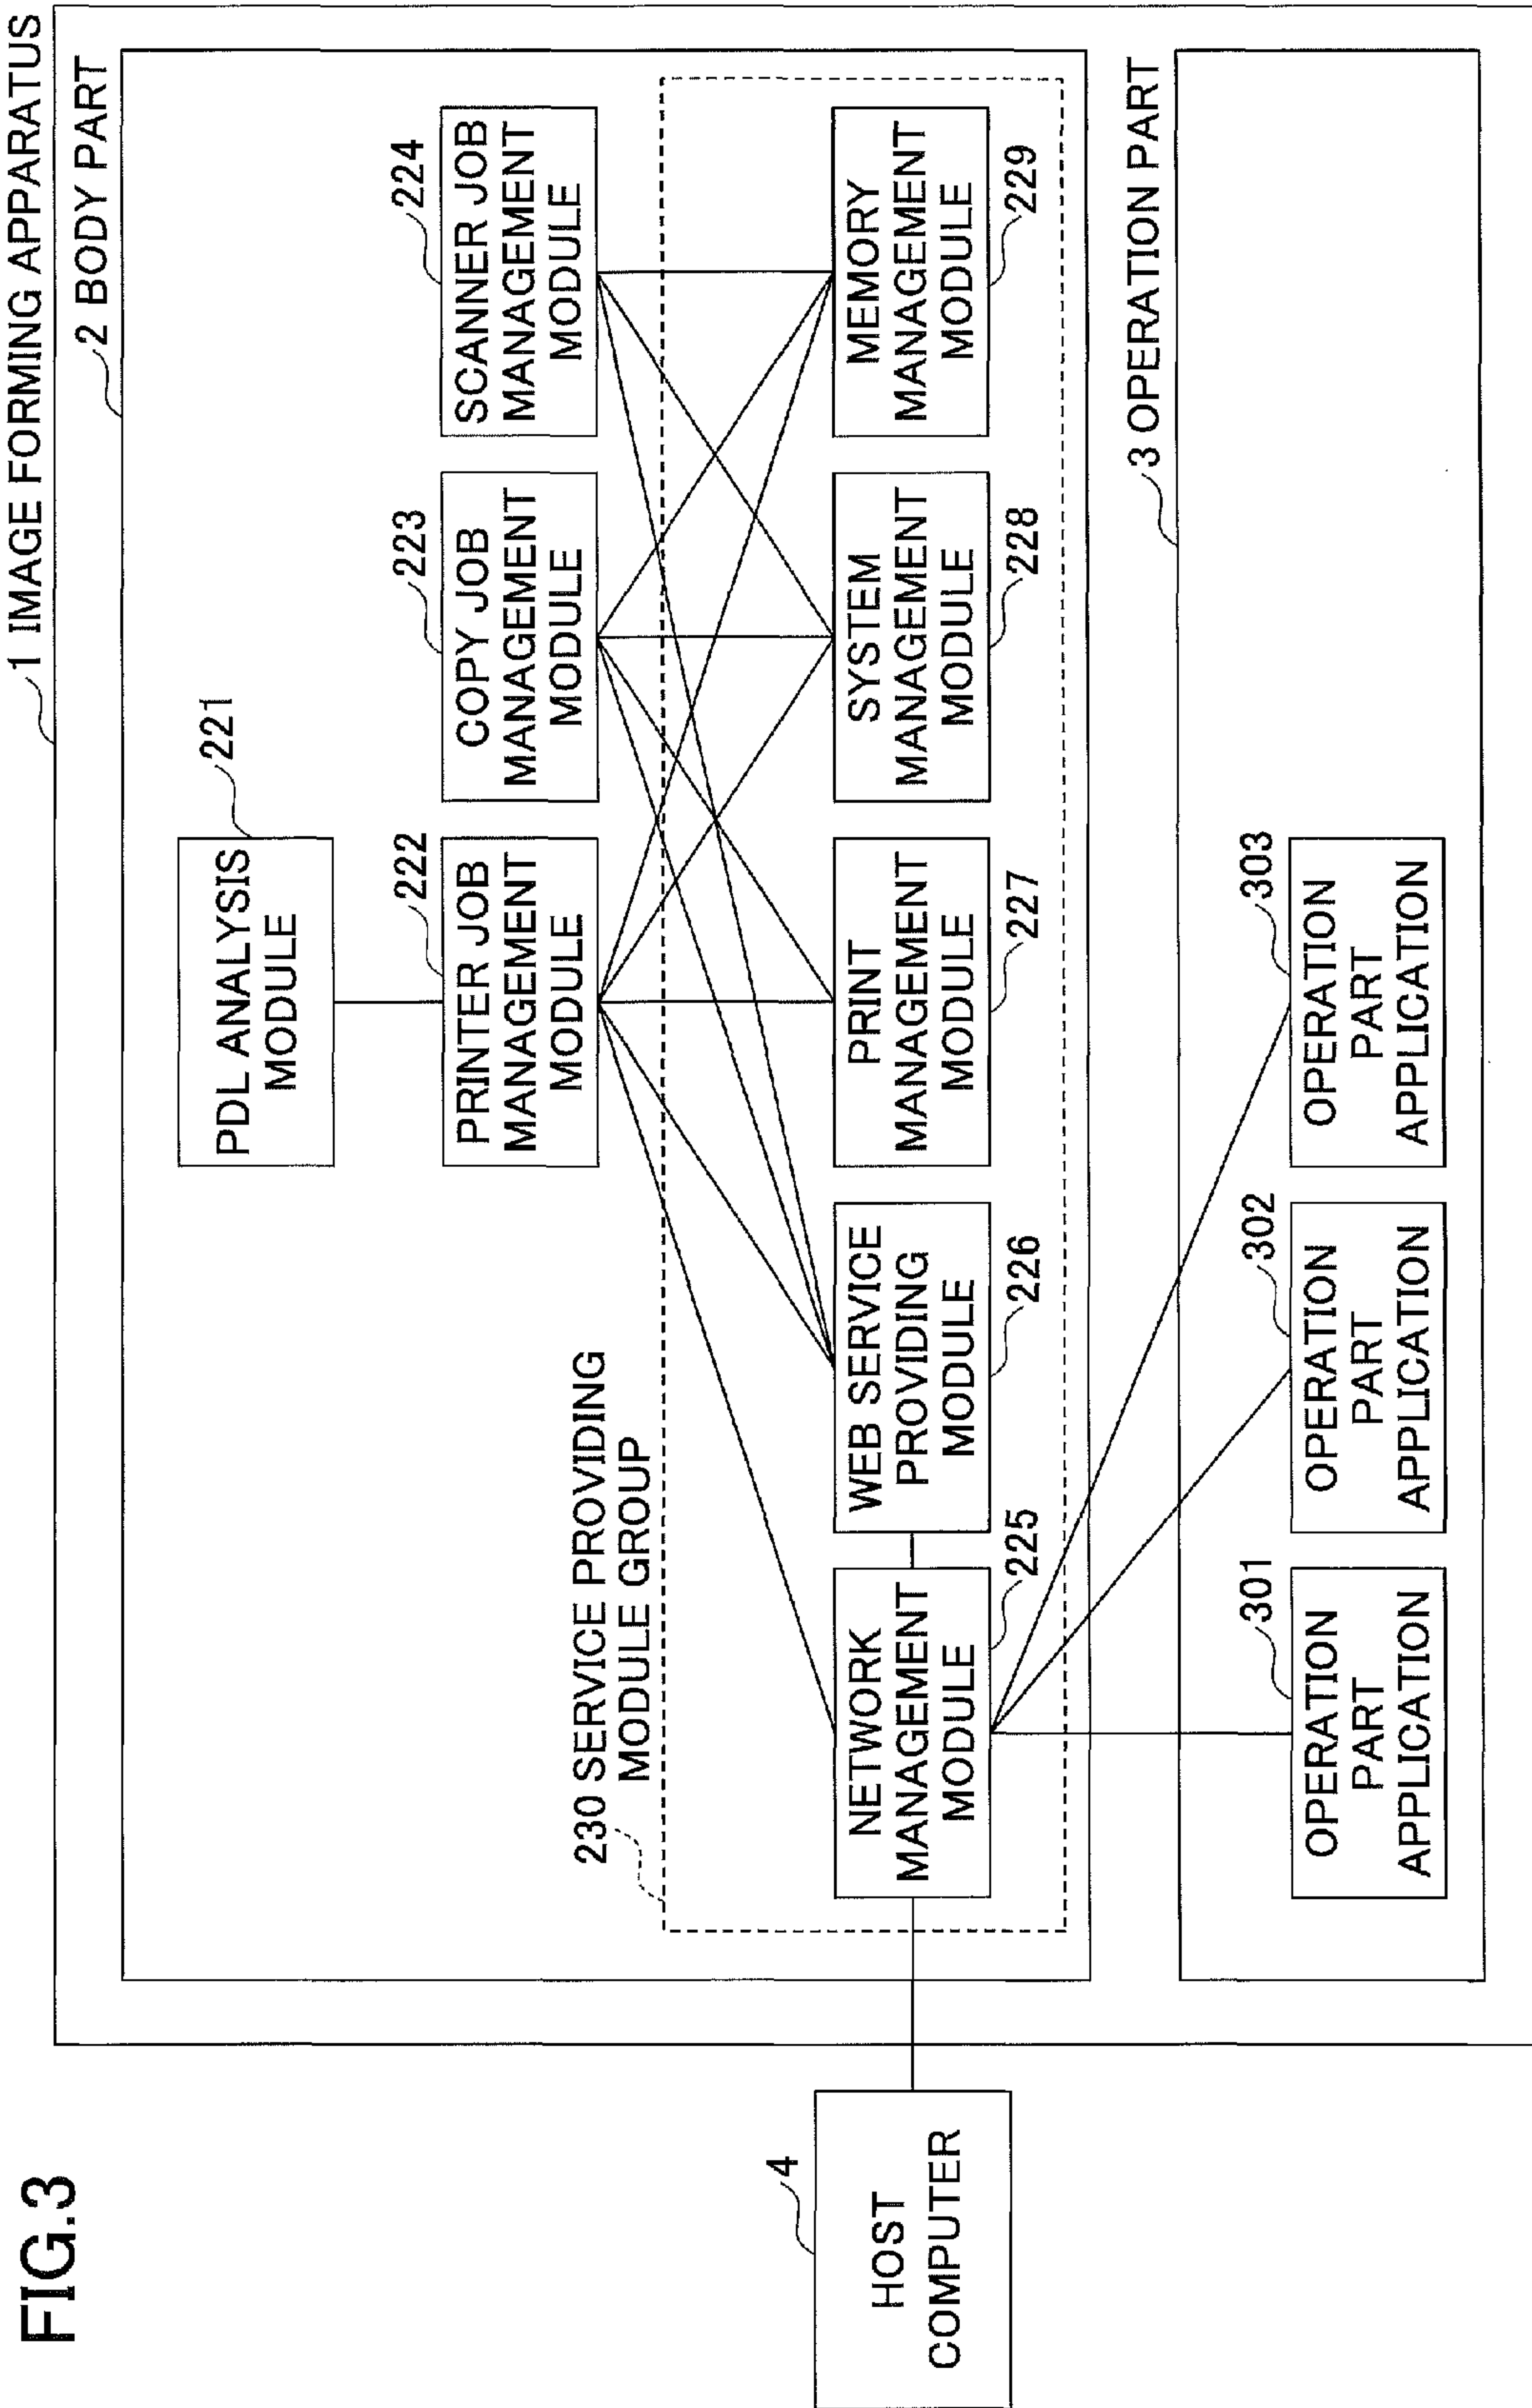 FIG.3
1 IMAGE FORMING APPARATUS
2 BODY PART
221
PDL ANALYSIS
MODULE
222
PRINTER JOB
MANAGEMENT
MODULE
223
COPY JOB
MANAGEMENT
MODULE
224
SCANNER JOB
MANAGEMENT
MODULE
230 SERVICE PROVIDING
MODULE GROUP
4
HOST
COMPUTER
NETWORK
MANAGEMENT
MODULE
225
WEB SERVICE
PROVIDING
MODULE
226
PRINT
MANAGEMENT
MODULE
227
SYSTEM
MANAGEMENT
MODULE
228
MEMORY
MANAGEMENT
MODULE
229
3 OPERATION PART
301
OPERATION
PART
APPLICATION
302
OPERATION
PART
APPLICATION
303
OPERATION
PART
APPLICATION